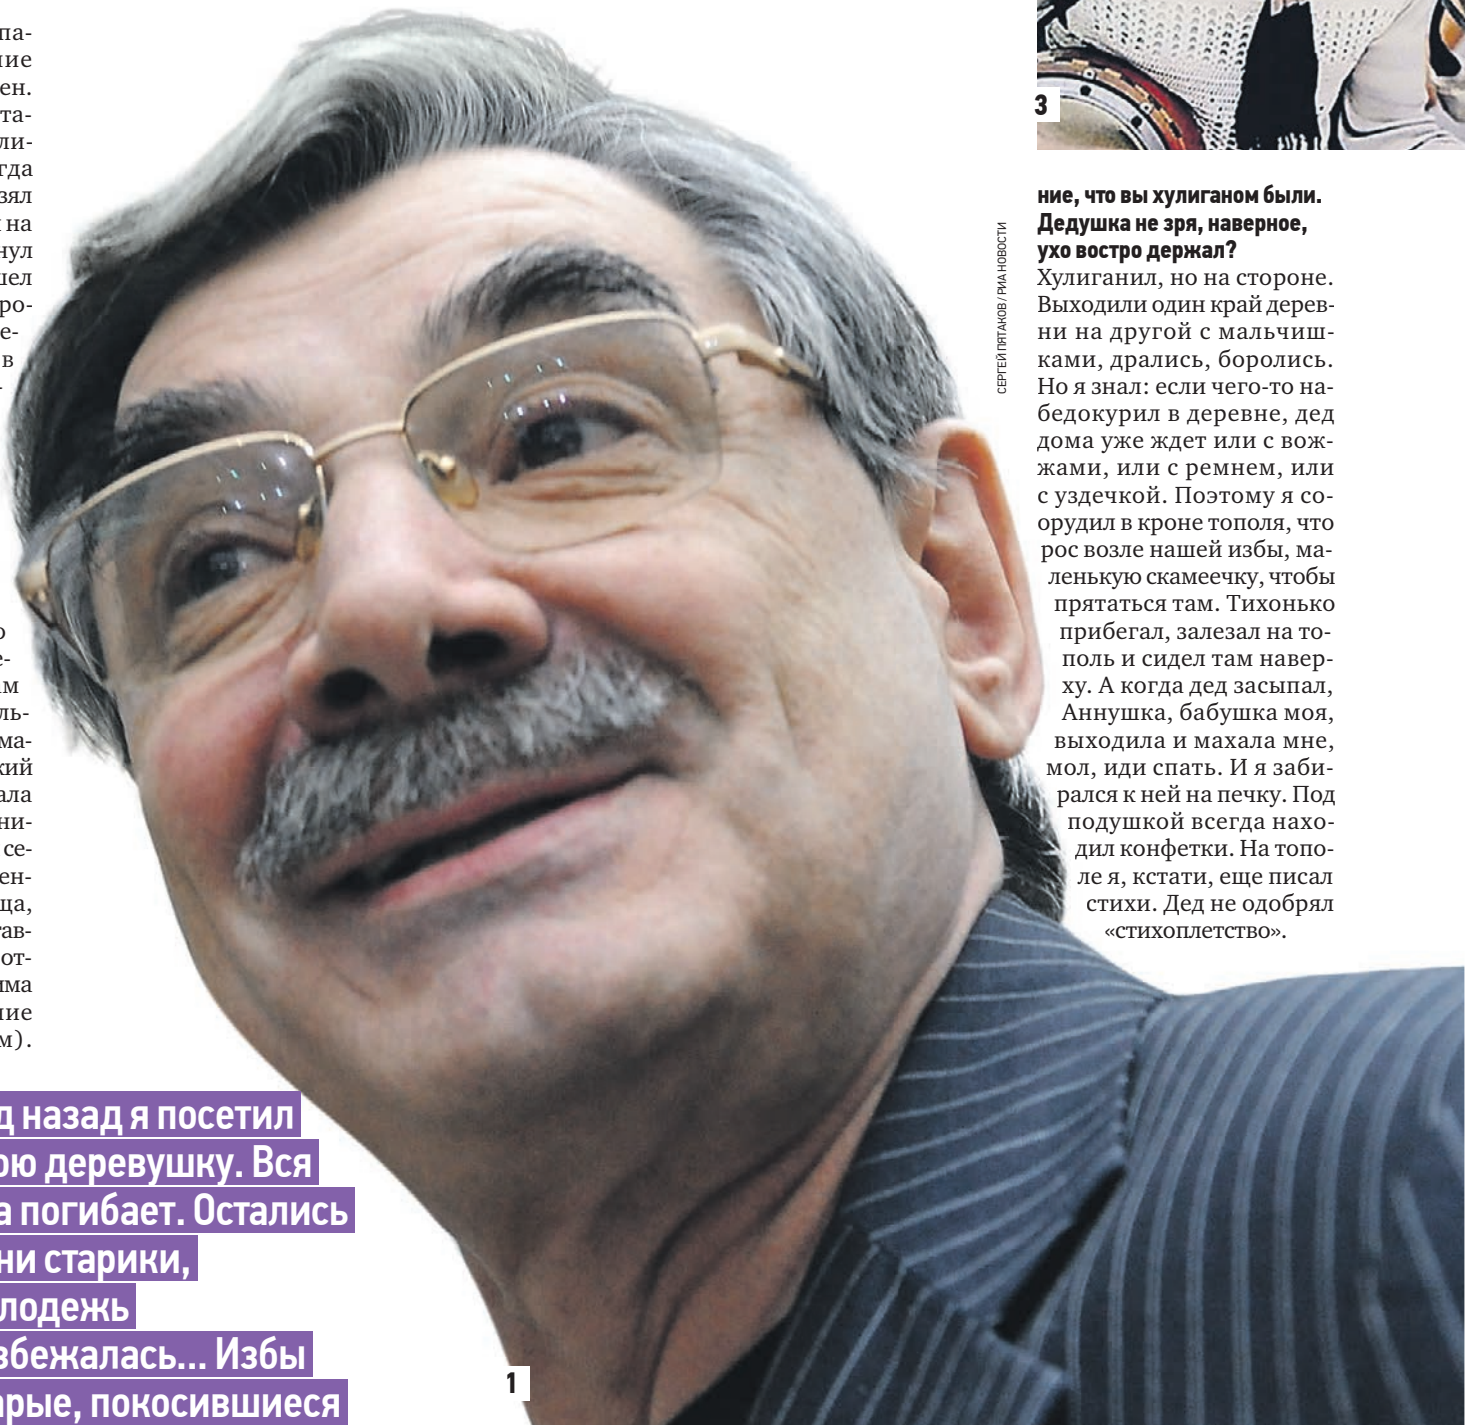 д назад я посетил
ою деревушку. Вся
а погибает. Остались
ни старики,
лодежь
збежалась... Избы
арые, покосившиеся
1
3
СЕРГЕЙ ПЯТАКОВ / РИА НОВОСТИ
ние, что вы хулиганом были.
Дедушка не зря, наверное,
ухо востро держал?
Хулиганил, но на стороне.
Выходили один край дерев-
ни на другой с мальчиш-
ками, дрались, боролись.
Но я знал: если чего-то на-
бедокурил в деревне, дед
дома уже ждет или с вож-
жами, или с ремнем, или
с уздечкой. Поэтому я со-
орудил в кроне тополя, что
рос возле нашей избы, ма-
ленькую скамеечку, чтобы
прятаться там. Тихонько
прибегал, залезал на то-
поль и сидел там навер-
ху. А когда дед засыпал,
Аннушка, бабушка моя,
выходила и махала мне,
мол, иди спать. И я заби-
рался к ней на печку. Под
подушкой всегда нахо-
дил конфетки. На топо-
ле я, кстати, еще писал
стихи. Дед не одобрял
«стихоплетство».